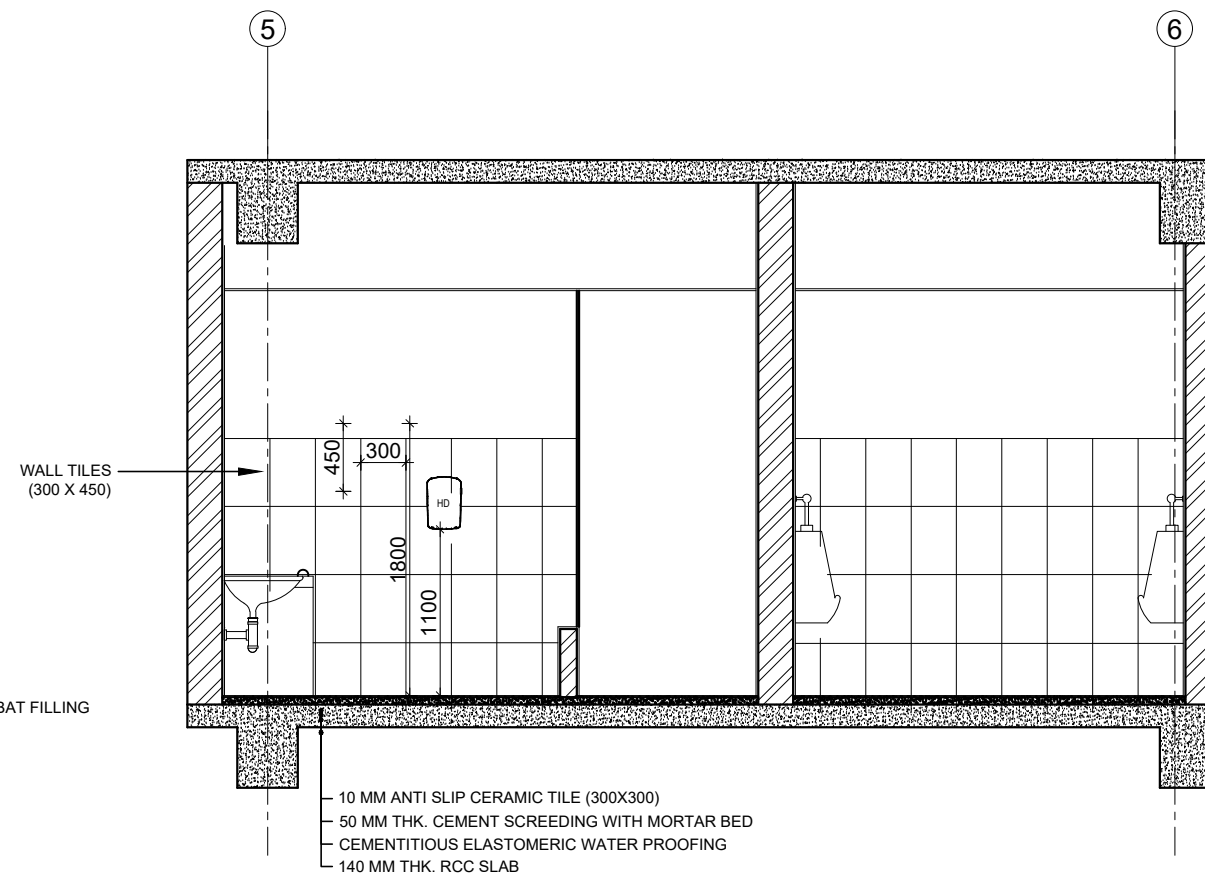 5
6
WALL TILES
(300 X 450)
450
300
HD
1800
1100
BAT FILLING
10 MM ANTI SLIP CERAMIC TILE (300X300)
50 MM THK. CEMENT SCREEDING WITH MORTAR BED
CEMENTITIOUS ELASTOMERIC WATER PROOFING
140 MM THK. RCC SLAB